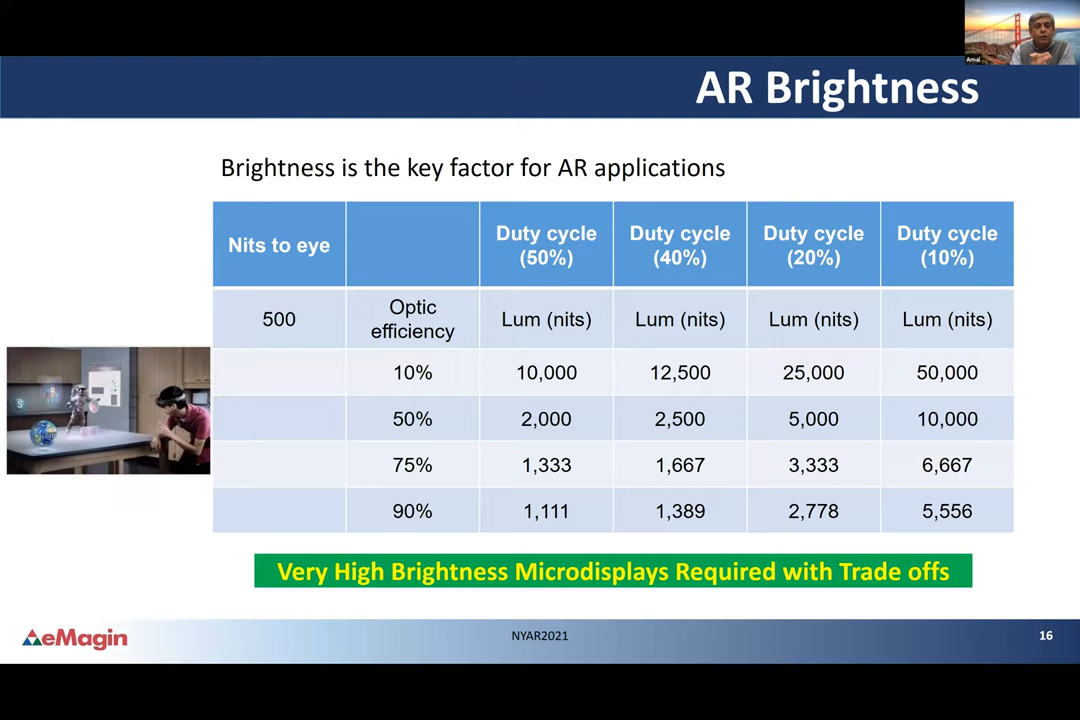 Amal
AR Brightness
Brightness is the key factor for AR applications
Nits to eye
Duty cycle (50%)
Duty cycle (40%)
Duty cycle (20%)
Duty cycle (10%)
500
Optic efficiency
Lum (nits)
Lum (nits)
Lum (nits)
Lum (nits)
10%
10,000
12,500
25,000
50,000
50%
2,000
2,500
5,000
10,000
75%
1,333
1,667
3,333
6,667
90%
1,111
1,389
2,778
5,556
Very High Brightness Microdisplays Required with Trade offs
eMagin
NYAR2021
16